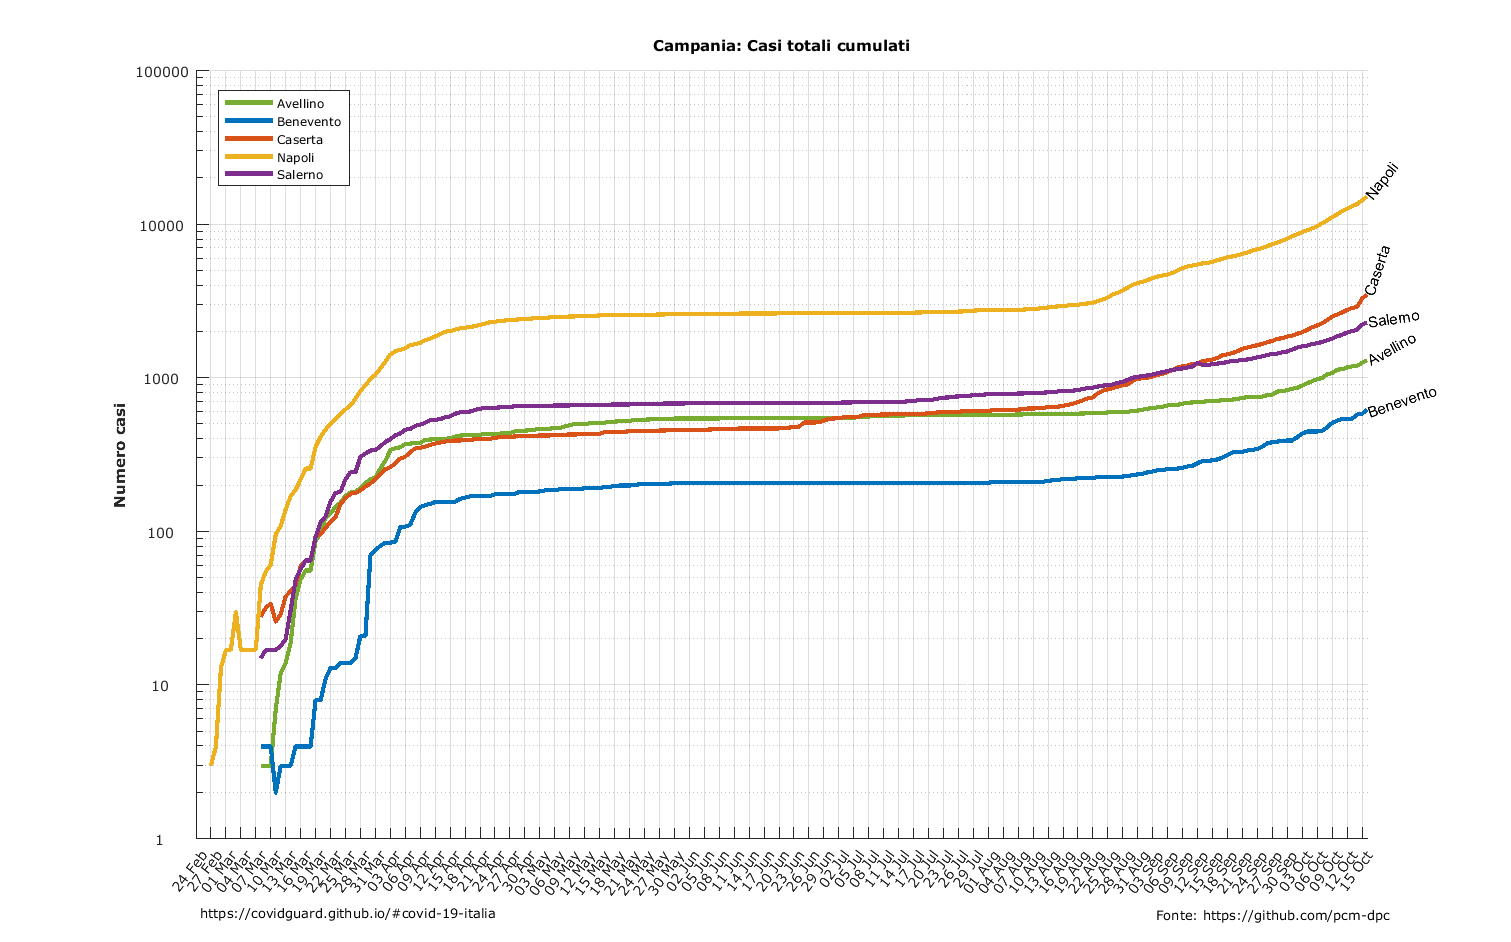 Campania: Casi totali cumulati
100000
10000
1000
100
10
1
Numero casi
Avellino
Benevento
Caserta
Napoli
Salerno
Napoli
Caserta
Salerno
Avellino
Benevento
24 Feb
27 Feb
01 Mar
04 Mar
07 Mar
10 Mar
13 Mar
16 Mar
19 Mar
22 Mar
25 Mar
28 Mar
31 Mar
03 Apr
06 Apr
09 Apr
12 Apr
15 Apr
18 Apr
21 Apr
24 Apr
27 Apr
30 Apr
03 May
06 May
09 May
12 May
15 May
18 May
21 May
24 May
27 May
30 May
02 Jun
05 Jun
08 Jun
11 Jun
14 Jun
17 Jun
20 Jun
23 Jun
26 Jun
29 Jun
02 Jul
05 Jul
08 Jul
11 Jul
14 Jul
17 Jul
20 Jul
23 Jul
26 Jul
29 Jul
01 Aug
04 Aug
07 Aug
10 Aug
13 Aug
16 Aug
19 Aug
22 Aug
25 Aug
28 Aug
31 Aug
03 Sep
06 Sep
09 Sep
12 Sep
15 Sep
18 Sep
21 Sep
24 Sep
27 Sep
30 Sep
03 Oct
06 Oct
09 Oct
12 Oct
15 Oct
https://covidguard.github.io/#covid-19-italia
Fonte: https://github.com/pcm-dpc